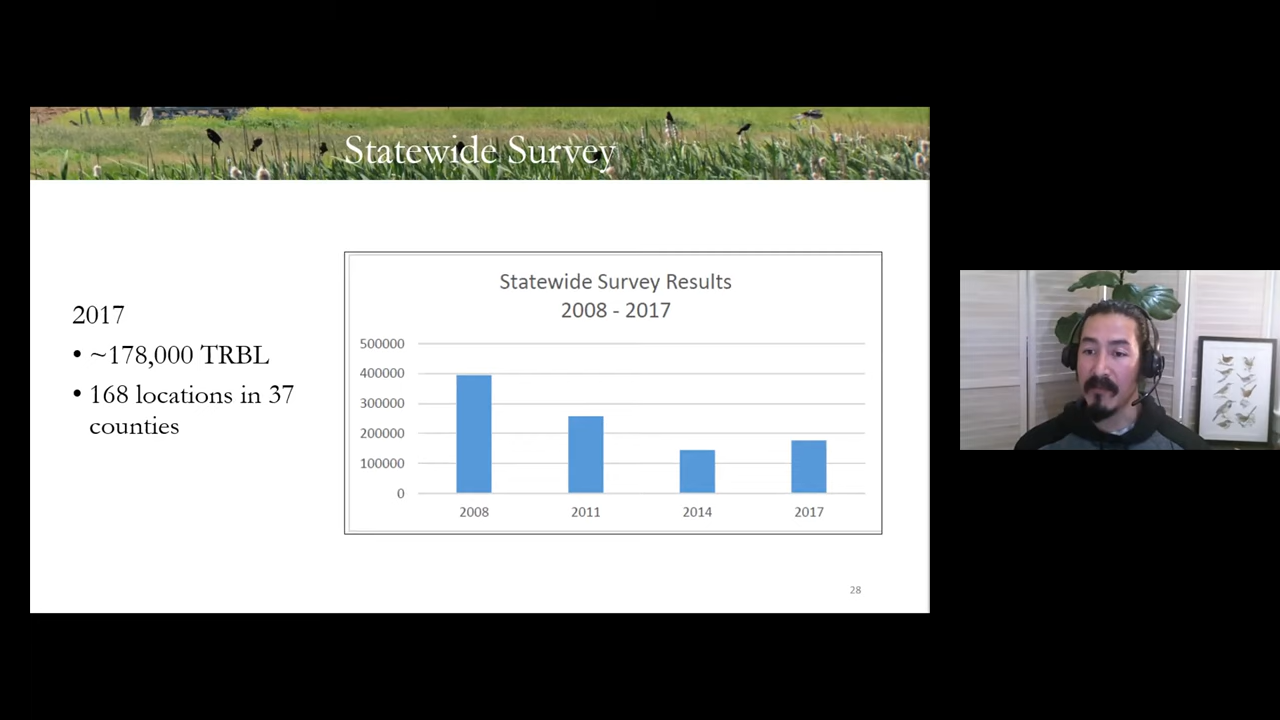 Statewide Survey
2017
• ~178,000 TRBL
• 168 locations in 37
counties
Statewide Survey Results
2008 - 2017
500000
400000
300000
200000
100000
0
2008 2011 2014 2017
28